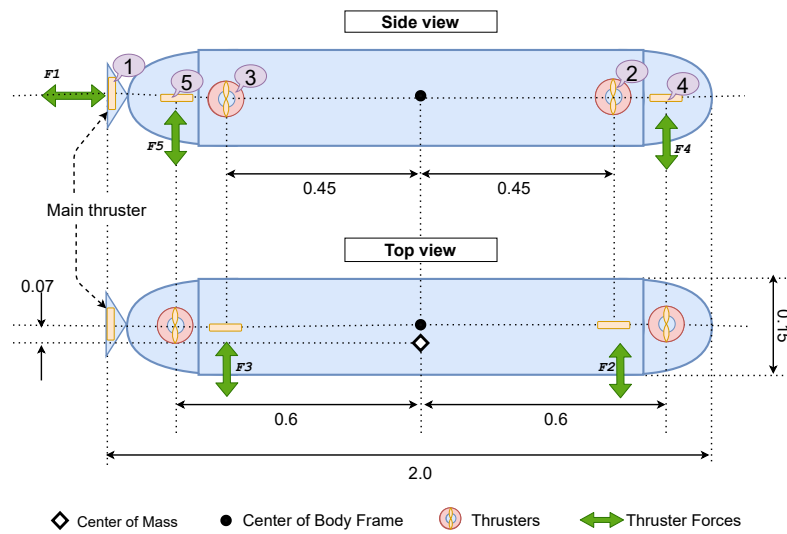 Side view
1
2
3
4
5
F1
F5
F4
0.45
0.45
Main thruster
Top view
0.07
0.15
F3
F2
0.6
0.6
2.0
Center of Mass
Center of Body Frame
Thrusters
Thruster Forces